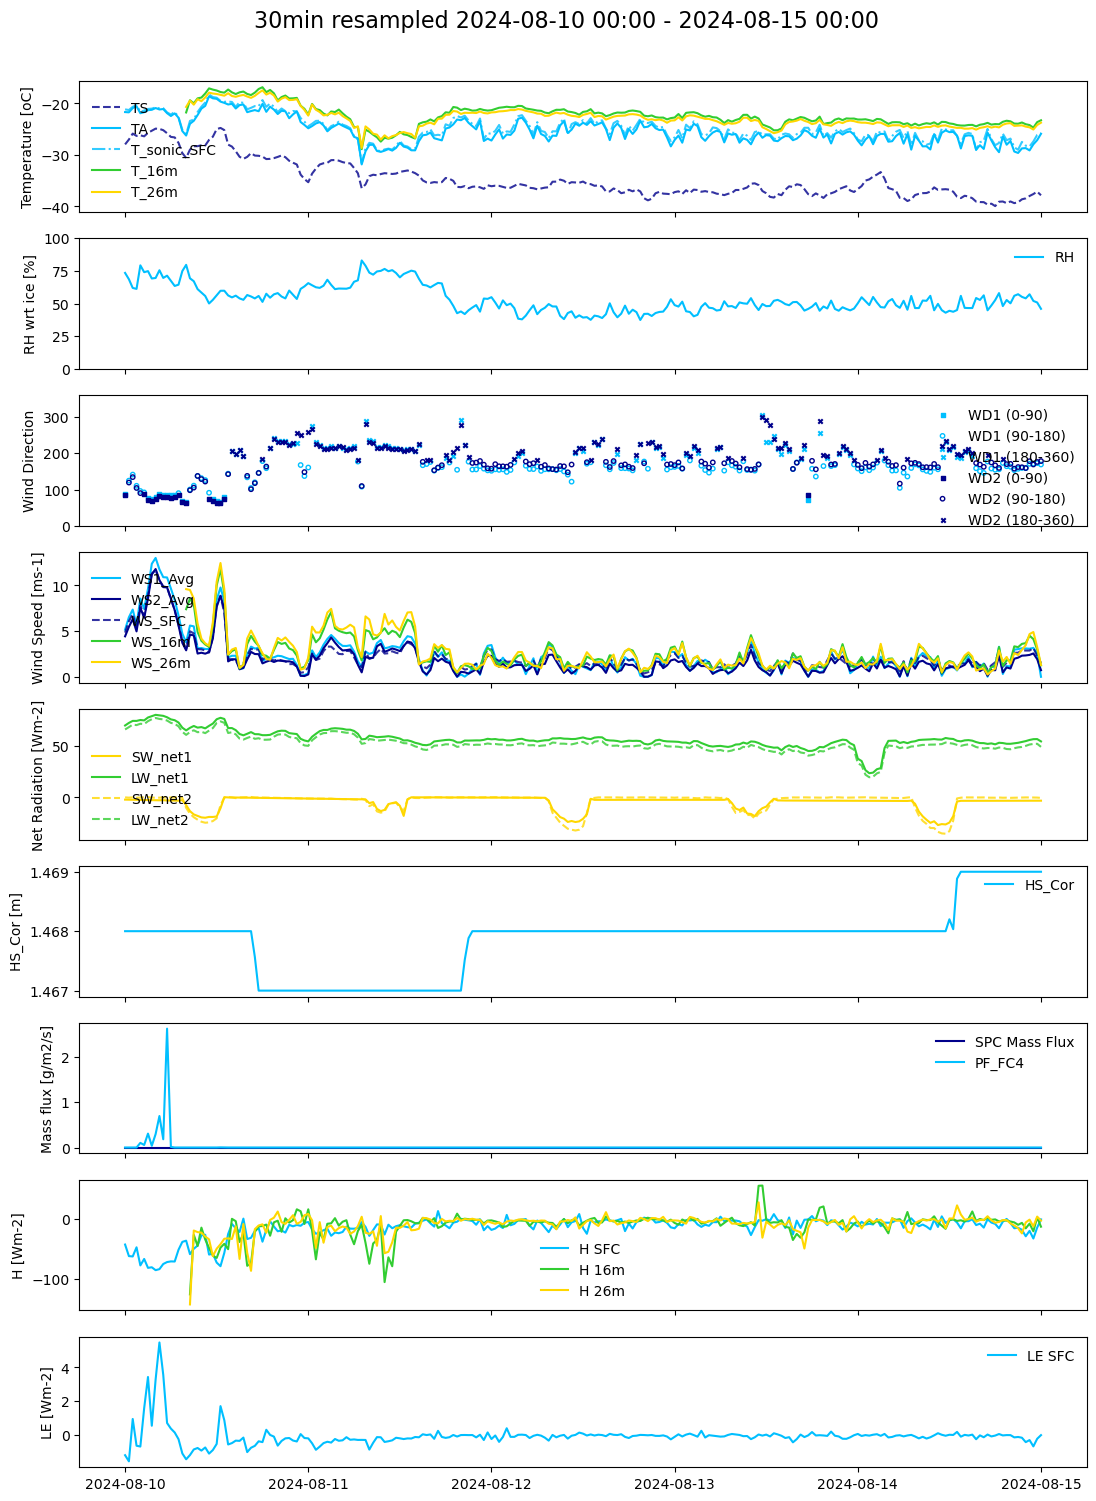 30min resampled 2024-08-10 00:00 - 2024-08-15 00:00
Temperature [oC]
−20
−30
−40
TS
TA
T_sonic_SFC
T_16m
T_26m
RH wrt ice [%]
100
75
50
25
0
RH
Wind Direction
300
200
100
0
WD1 (0-90)
WD1 (90-180)
WD1 (180-360)
WD2 (0-90)
WD2 (90-180)
WD2 (180-360)
Wind Speed [ms-1]
10
5
0
WS1_Avg
WS2_Avg
WS_SFC
WS_16m
WS_26m
Net Radiation [Wm-2]
50
0
SW_net1
LW_net1
SW_net2
LW_net2
HS_Cor [m]
1.469
1.468
1.467
HS_Cor
Mass flux [g/m2/s]
2
1
0
SPC Mass Flux
PF_FC4
H [Wm-2]
0
−100
H SFC
H 16m
H 26m
LE [Wm-2]
4
2
0
LE SFC
2024-08-10
2024-08-11
2024-08-12
2024-08-13
2024-08-14
2024-08-15